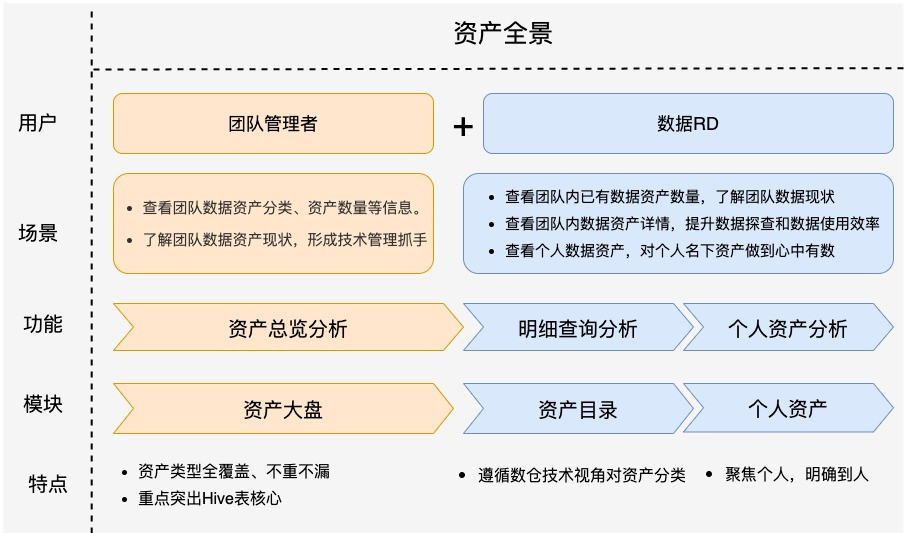 资产全景
用户
团队管理者
+
数据RD
场景
• 查看团队数据资产分类、资产数量等信息。
• 了解团队数据资产现状，形成技术管理抓手
• 查看团队内已有数据资产数量，了解团队数据现状
• 查看团队内数据资产详情，提升数据探查和数据使用效率
• 查看个人数据资产，对个人名下资产做到心中有数
功能
资产总览分析
明细查询分析
个人资产分析
模块
资产大盘
资产目录
个人资产
特点
• 资产类型全覆盖、不重不漏
• 重点突出Hive表核心
• 遵循数仓技术视角对资产分类
• 聚焦个人，明确到人